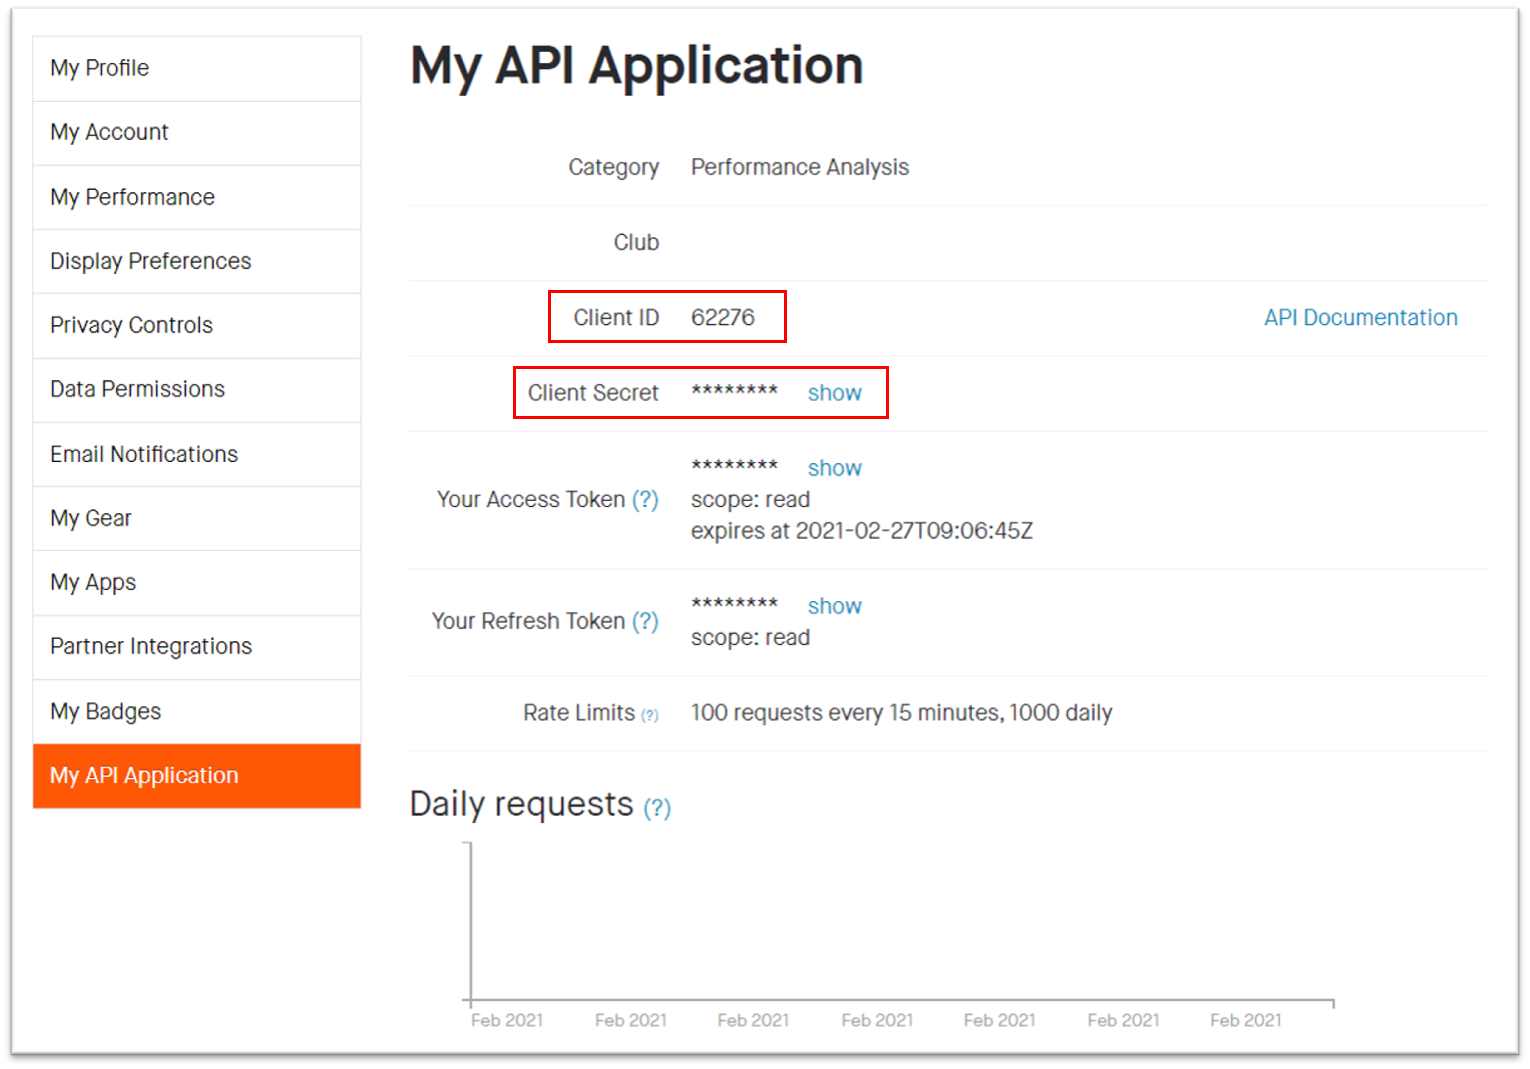 My Profile
My Account
My Performance
Display Preferences
Privacy Controls
Data Permissions
Email Notifications
My Gear
My Apps
Partner Integrations
My Badges
My API Application
My API Application
Category Performance Analysis
Club
Client ID 62276 API Documentation
Client Secret ******** show
******** show
Your Access Token (?) scope: read
expires at 2021-02-27T09:06:45Z
******** show
Your Refresh Token (?)
scope: read
Rate Limits (?) 100 requests every 15 minutes, 1000 daily
Daily requests (?)
Feb 2021 Feb 2021 Feb 2021 Feb 2021 Feb 2021 Feb 2021 Feb 2021